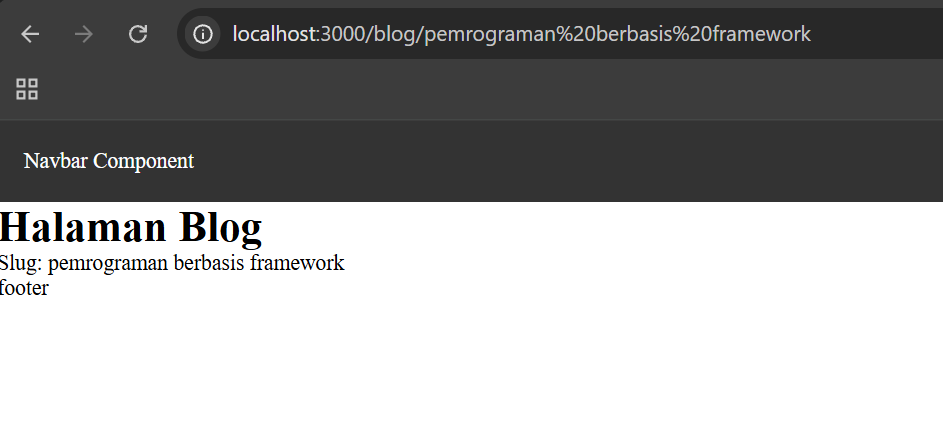 localhost:3000/blog/pemrograman%20berbasis%20framework
Navbar Component
Halaman Blog
Slug: pemrograman berbasis framework
footer